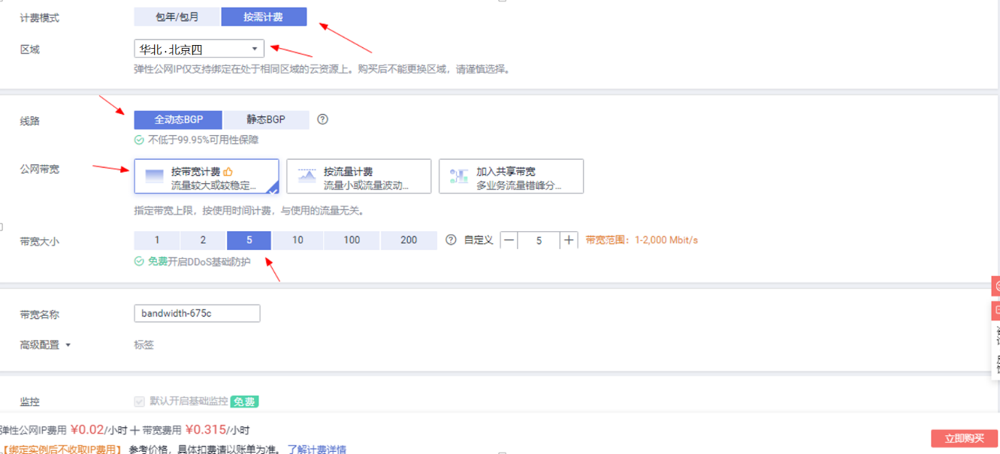 计费模式 包年/包月 按需计费
区域 华北-北京四
弹性公网IP仅支持绑定在处于相同区域的云资源上。购买后不能更换区域，请谨慎选择。
线路 全动态BGP 静态BGP
不低于99.95%可用性保障
公网带宽 按带宽计费 按流量计费 加入共享带宽
流量较大或较稳定... 流量小或流量波动... 多业务流量错峰分...
指定带宽上限，按使用时间计费，与使用的流量无关。
带宽大小 1 2 5 10 100 200 自定义 5 带宽范围：1-2,000 Mbit/s
免费开启DDoS基础防护
带宽名称 bandwidth-675c
高级配置 标签
监控 默认开启基础监控 免费
弹性公网IP费用 ¥0.02/小时 + 带宽费用 ¥0.315/小时
立即购买
【绑定实例后不收取IP费用】 参考价格，具体扣费请以账单为准。 了解计费详情